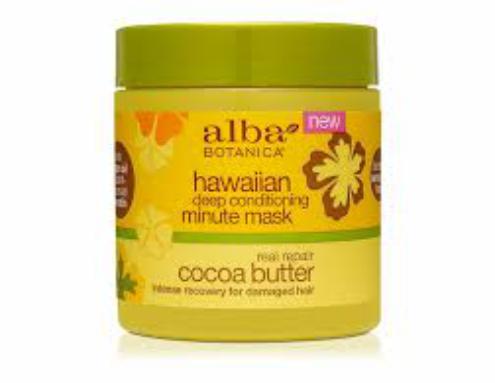 alba
new
BOTANICA
hawaiian
deep conditioning
minute mask
real repair
cocoa butter
intense recovery for damaged hair